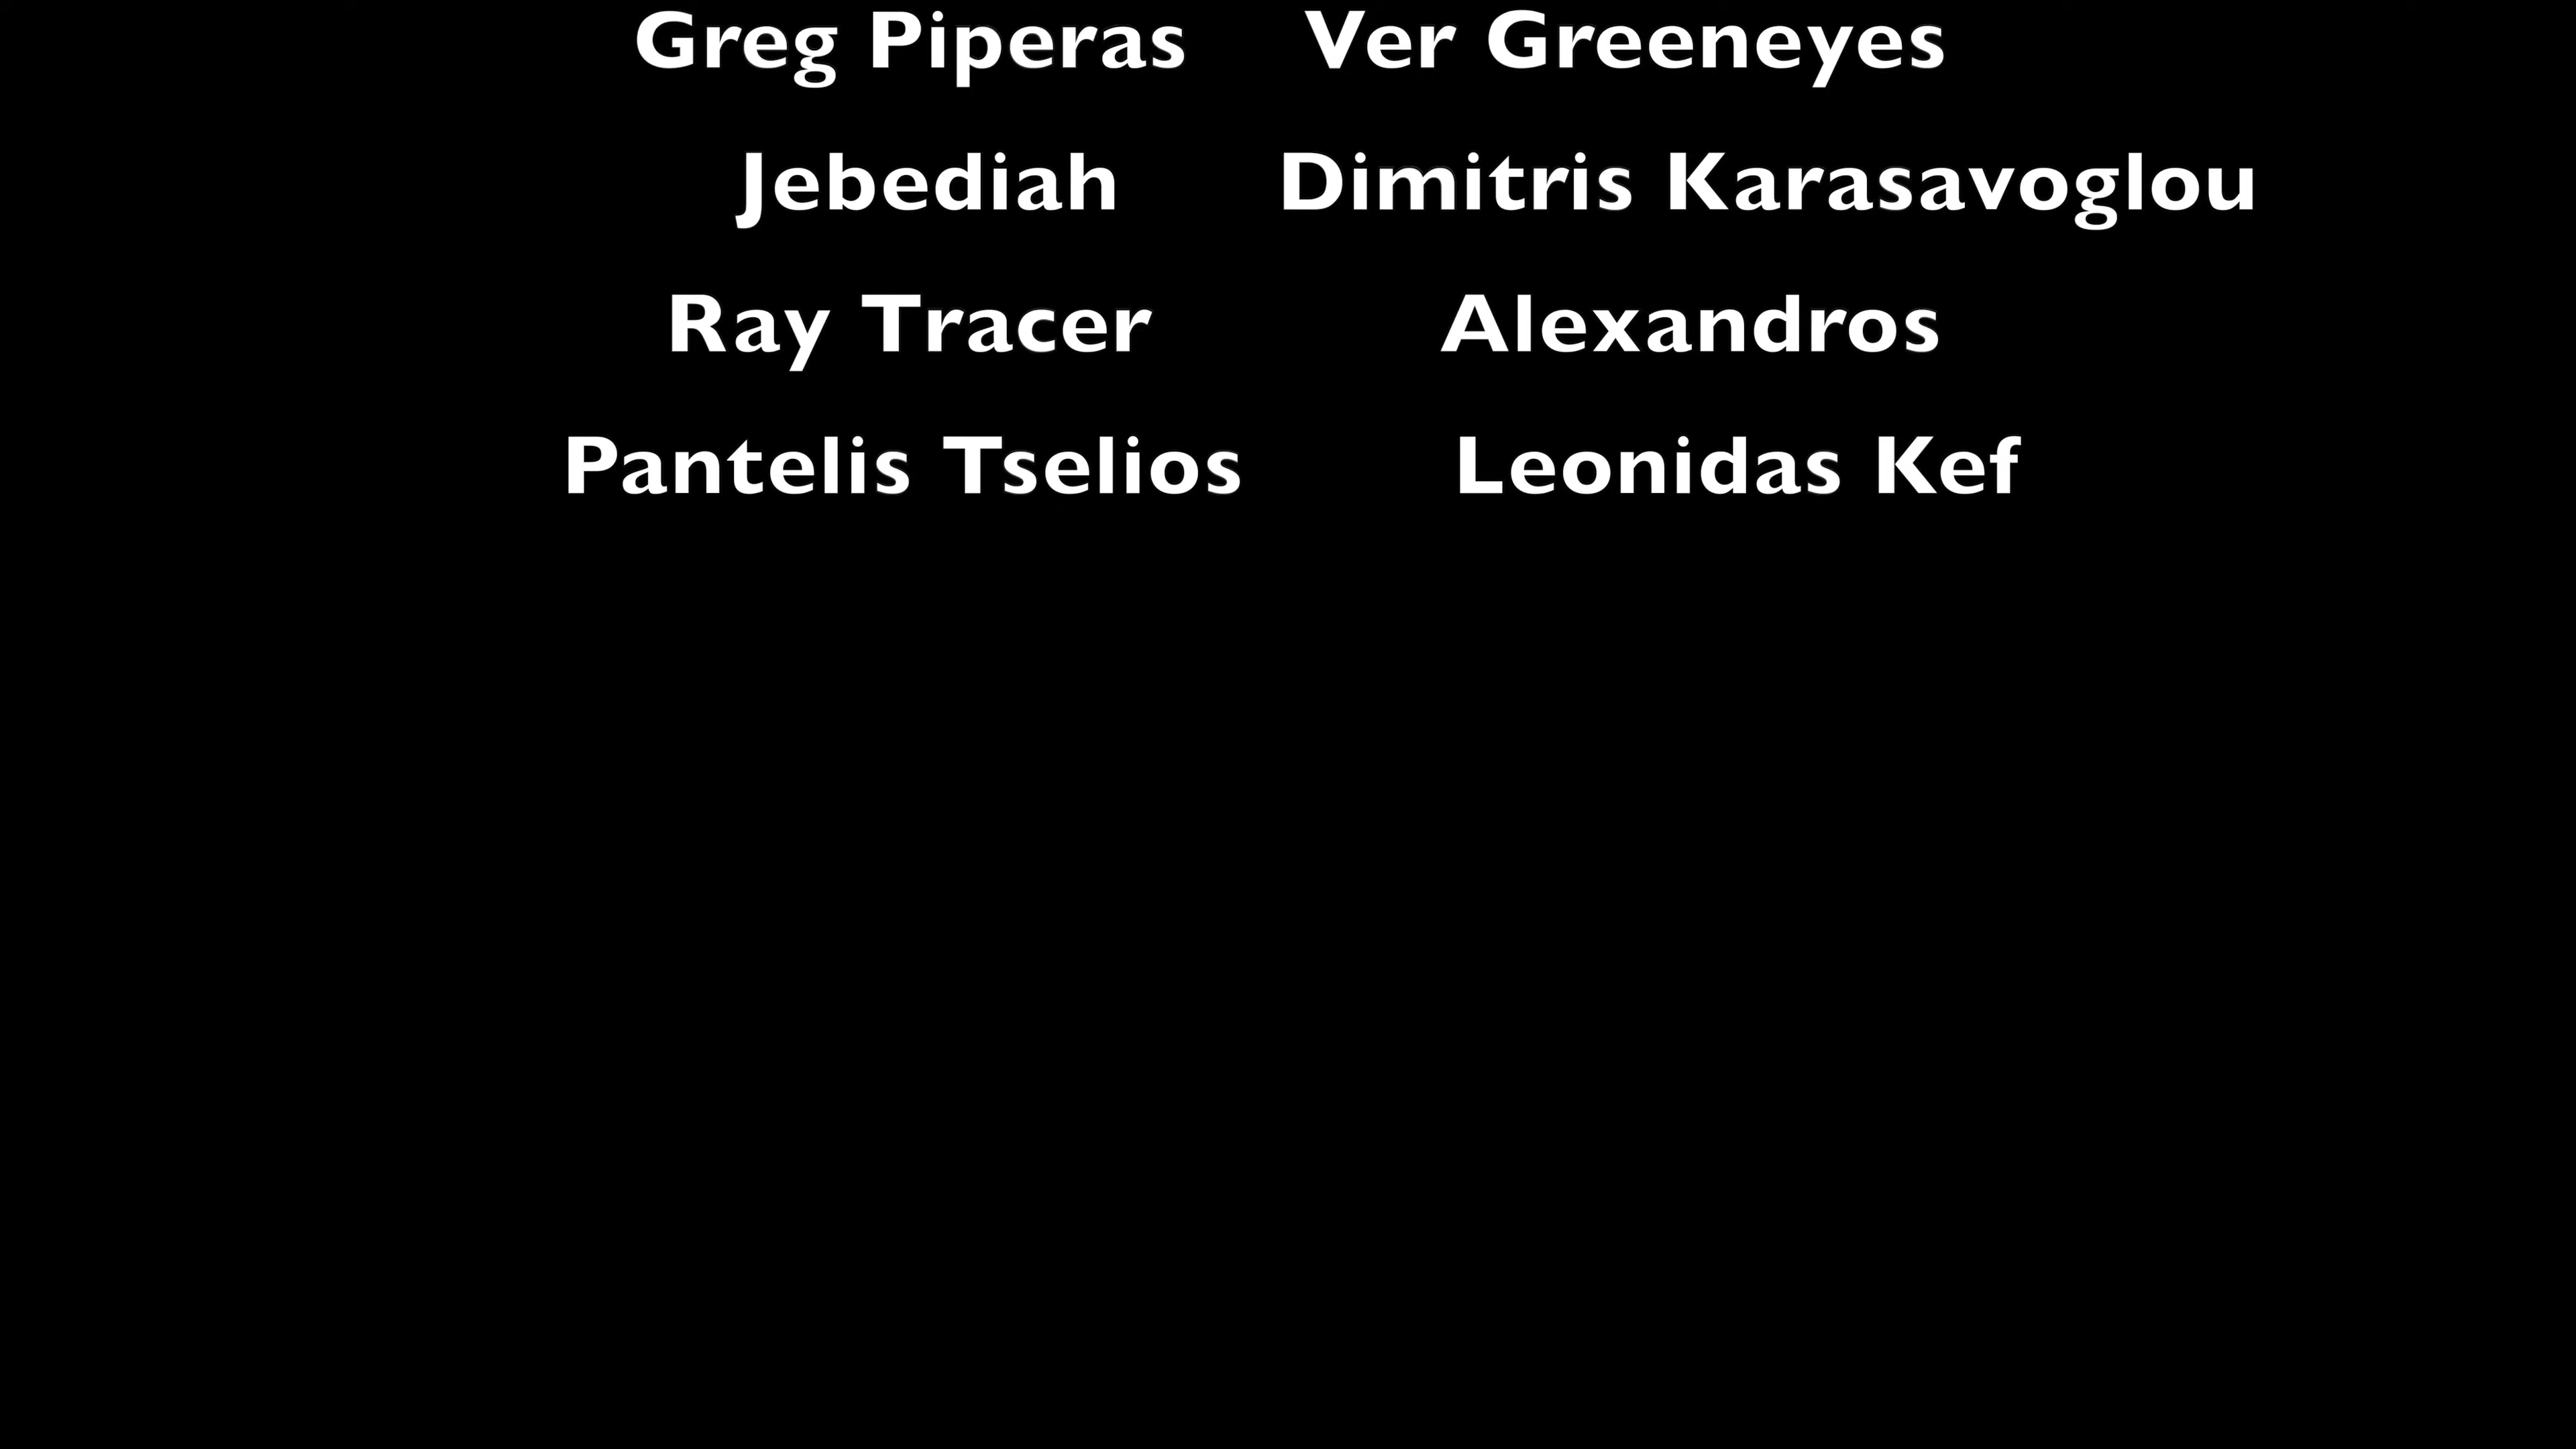 Greg Piperas Ver Greeneyes
Jebediah Dimitris Karasavoglou
Ray Tracer Alexandros
Pantelis Tselios Leonidas Kef